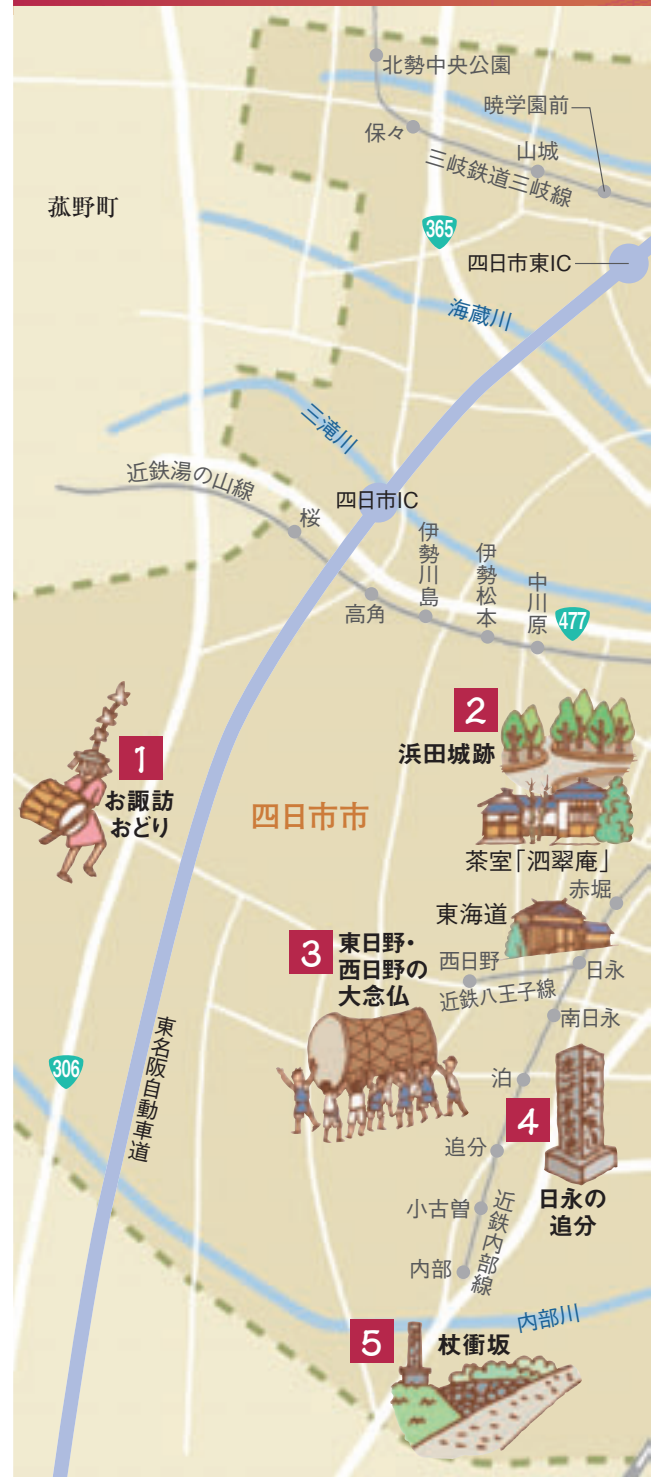 北勢中央公園
暁学園前
保々
山城
三岐鉄道三岐線
菰野町
365
四日市東IC
海蔵川
三滝川
近鉄湯の山線
四日市IC
桜
伊勢川島
伊勢松本
中川原
高角
477
1
お諏訪
おどり
2
浜田城跡
四日市市
茶室「泗翠庵」
赤堀
東海道
3
東日野・
西日野の
大念仏
西日野
日永
近鉄八王子線
南日永
東名阪自動車道
306
泊
4
追分
日永の
追分
小古曽
近鉄内部線
内部
内部川
5
杖衝坂